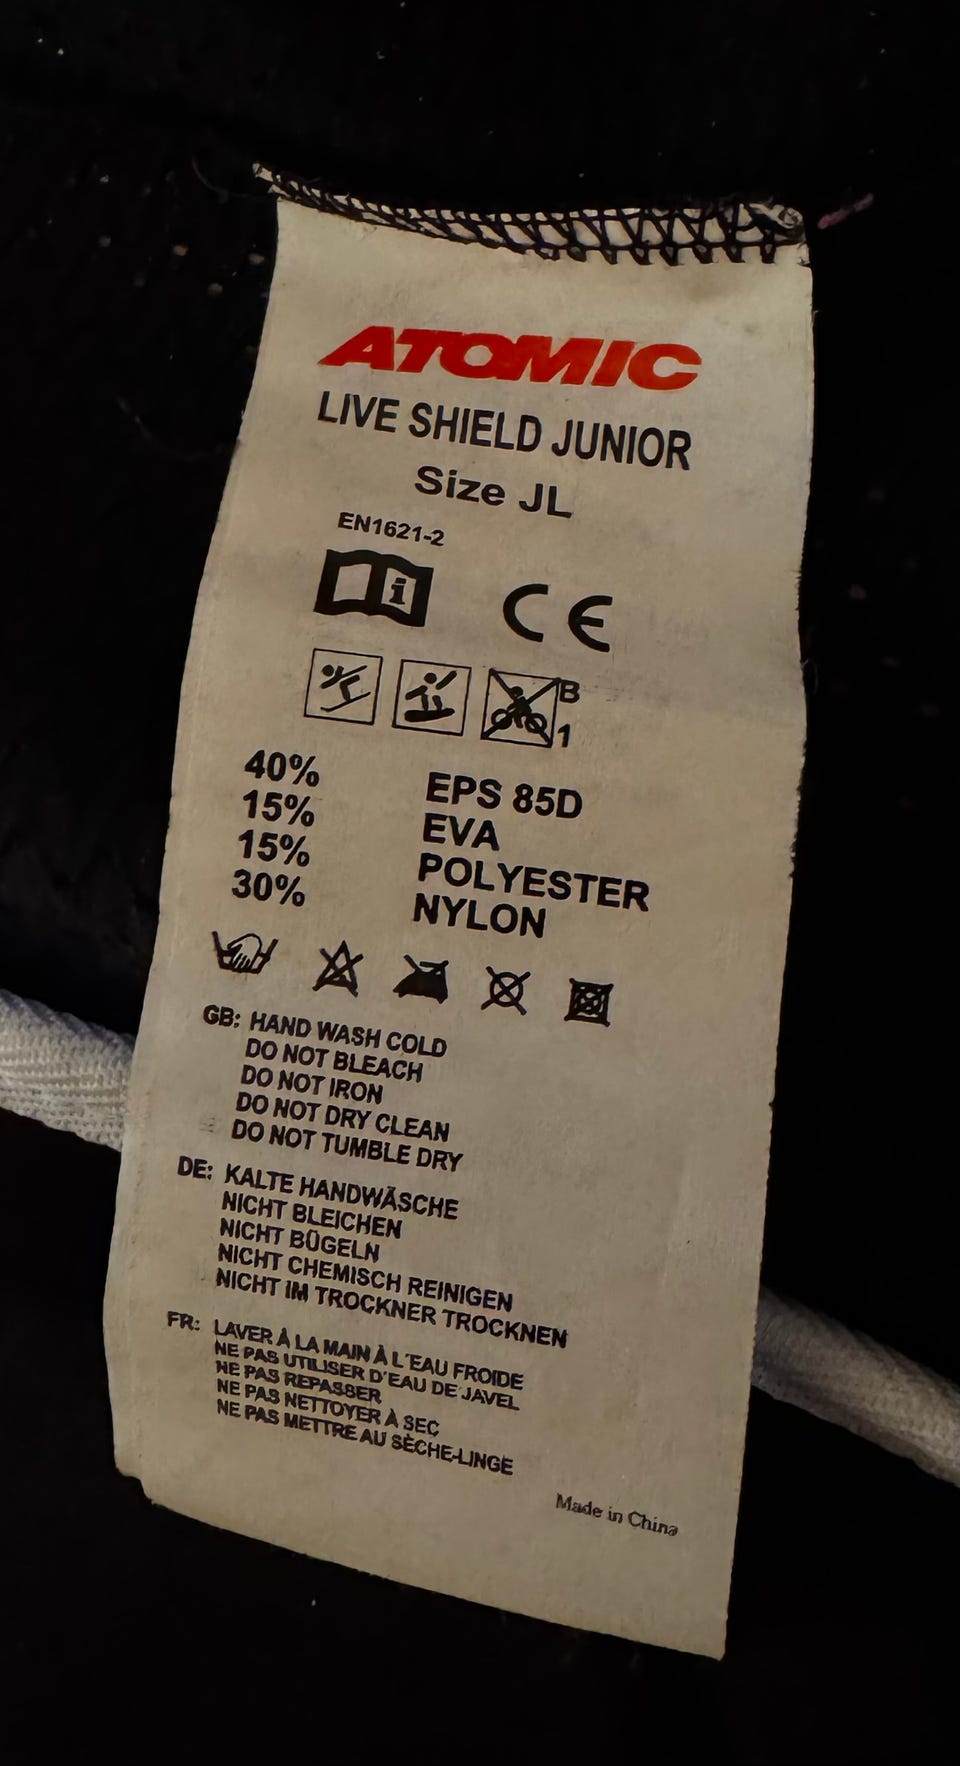 ATOMIC
LIVE SHIELD JUNIOR
Size JL
EN1621-2
i
CE
B
1
40% EPS 85D
15% EVA
15% POLYESTER
30% NYLON
GB: HAND WASH COLD
DO NOT BLEACH
DO NOT IRON
DO NOT DRY CLEAN
DO NOT TUMBLE DRY
DE: KALTE HANDWÄSCHE
NICHT BLEICHEN
NICHT BÜGELN
NICHT CHEMISCH REINIGEN
NICHT IM TROCKNER TROCKNEN
FR: LAVER À LA MAIN À L'EAU FROIDE
NE PAS UTILISER D'EAU DE JAVEL
NE PAS REPASSER
NE PAS NETTOYER À SEC
NE PAS METTRE AU SÈCHE-LINGE
Made in China